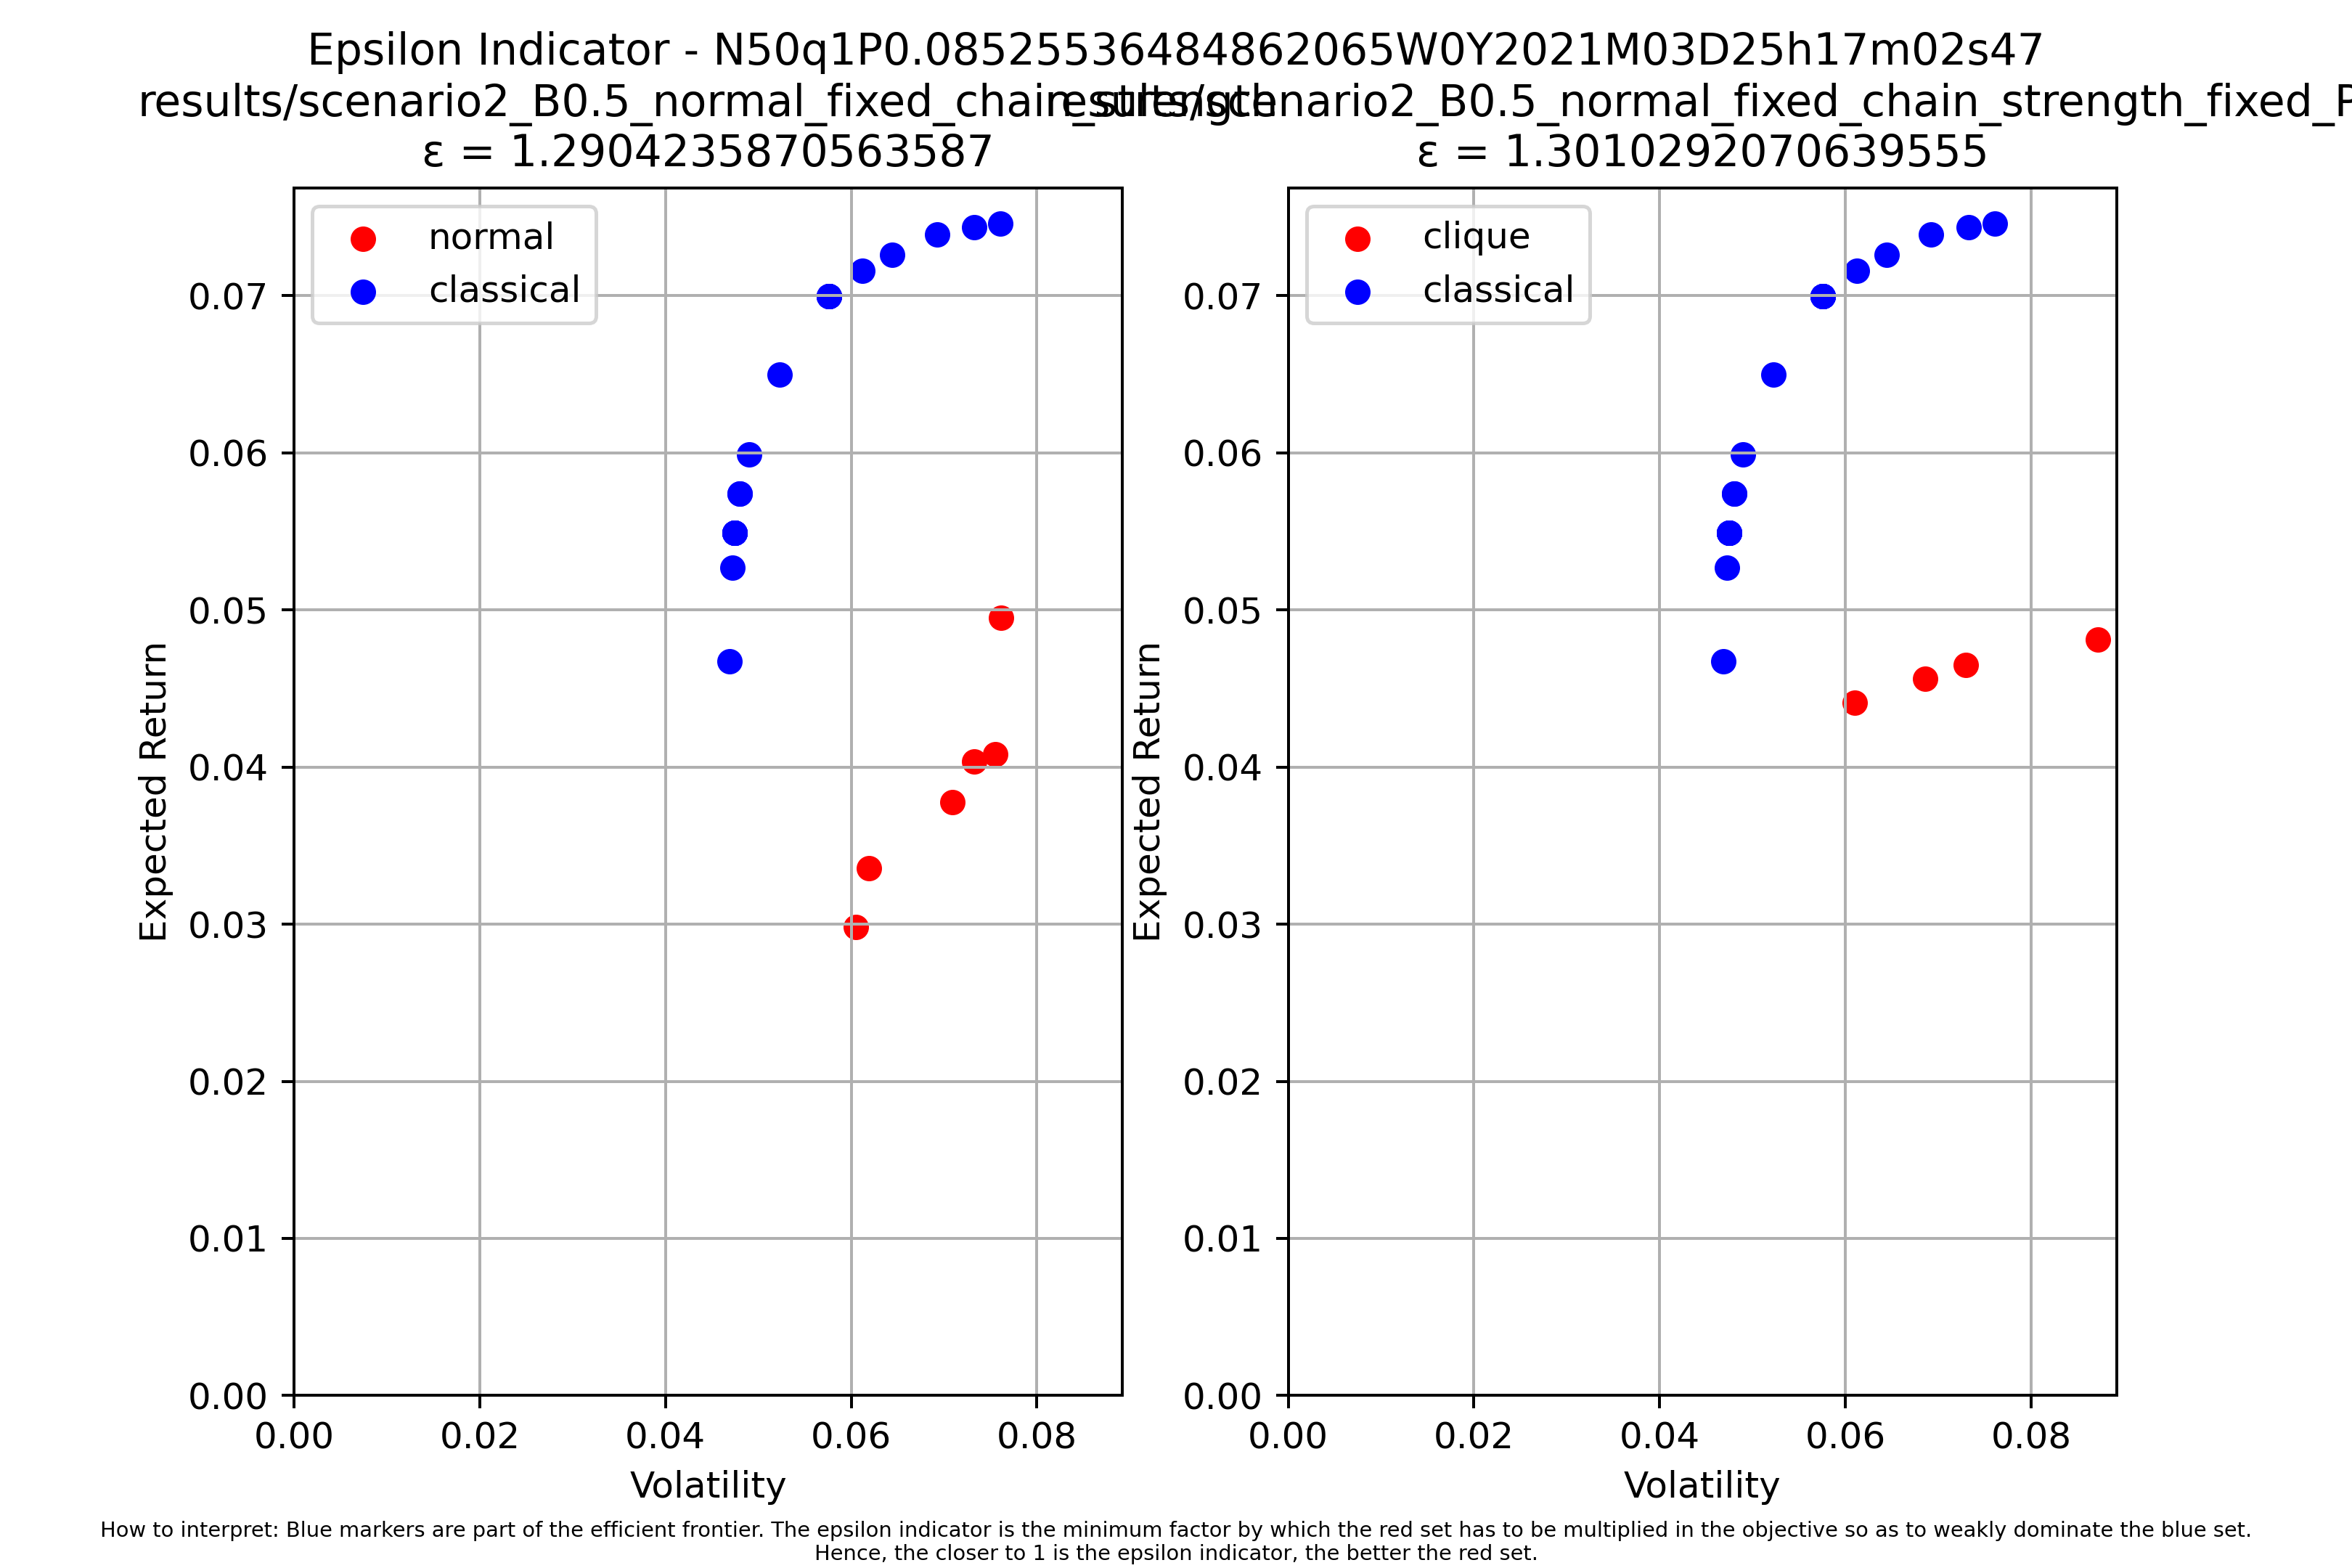 Epsilon Indicator - N50q1P0.08525536484862065W0Y2021M03D25h17m02s47
results/scenario2_B0.5_normal_fixed_chain_strength
results/scenario2_B0.5_normal_fixed_chain_strength_fixed_P
ε = 1.2904235870563587
ε = 1.3010292070639555
normal
classical
clique
classical
0.07
0.06
0.05
0.04
0.03
0.02
0.01
0.00
Expected Return
0.00 0.02 0.04 0.06 0.08
Volatility
0.07
0.06
0.05
0.04
0.03
0.02
0.01
0.00
Expected Return
0.00 0.02 0.04 0.06 0.08
Volatility
How to interpret: Blue markers are part of the efficient frontier. The epsilon indicator is the minimum factor by which the red set has to be multiplied in the objective so as to weakly dominate the blue set.
Hence, the closer to 1 is the epsilon indicator, the better the red set.